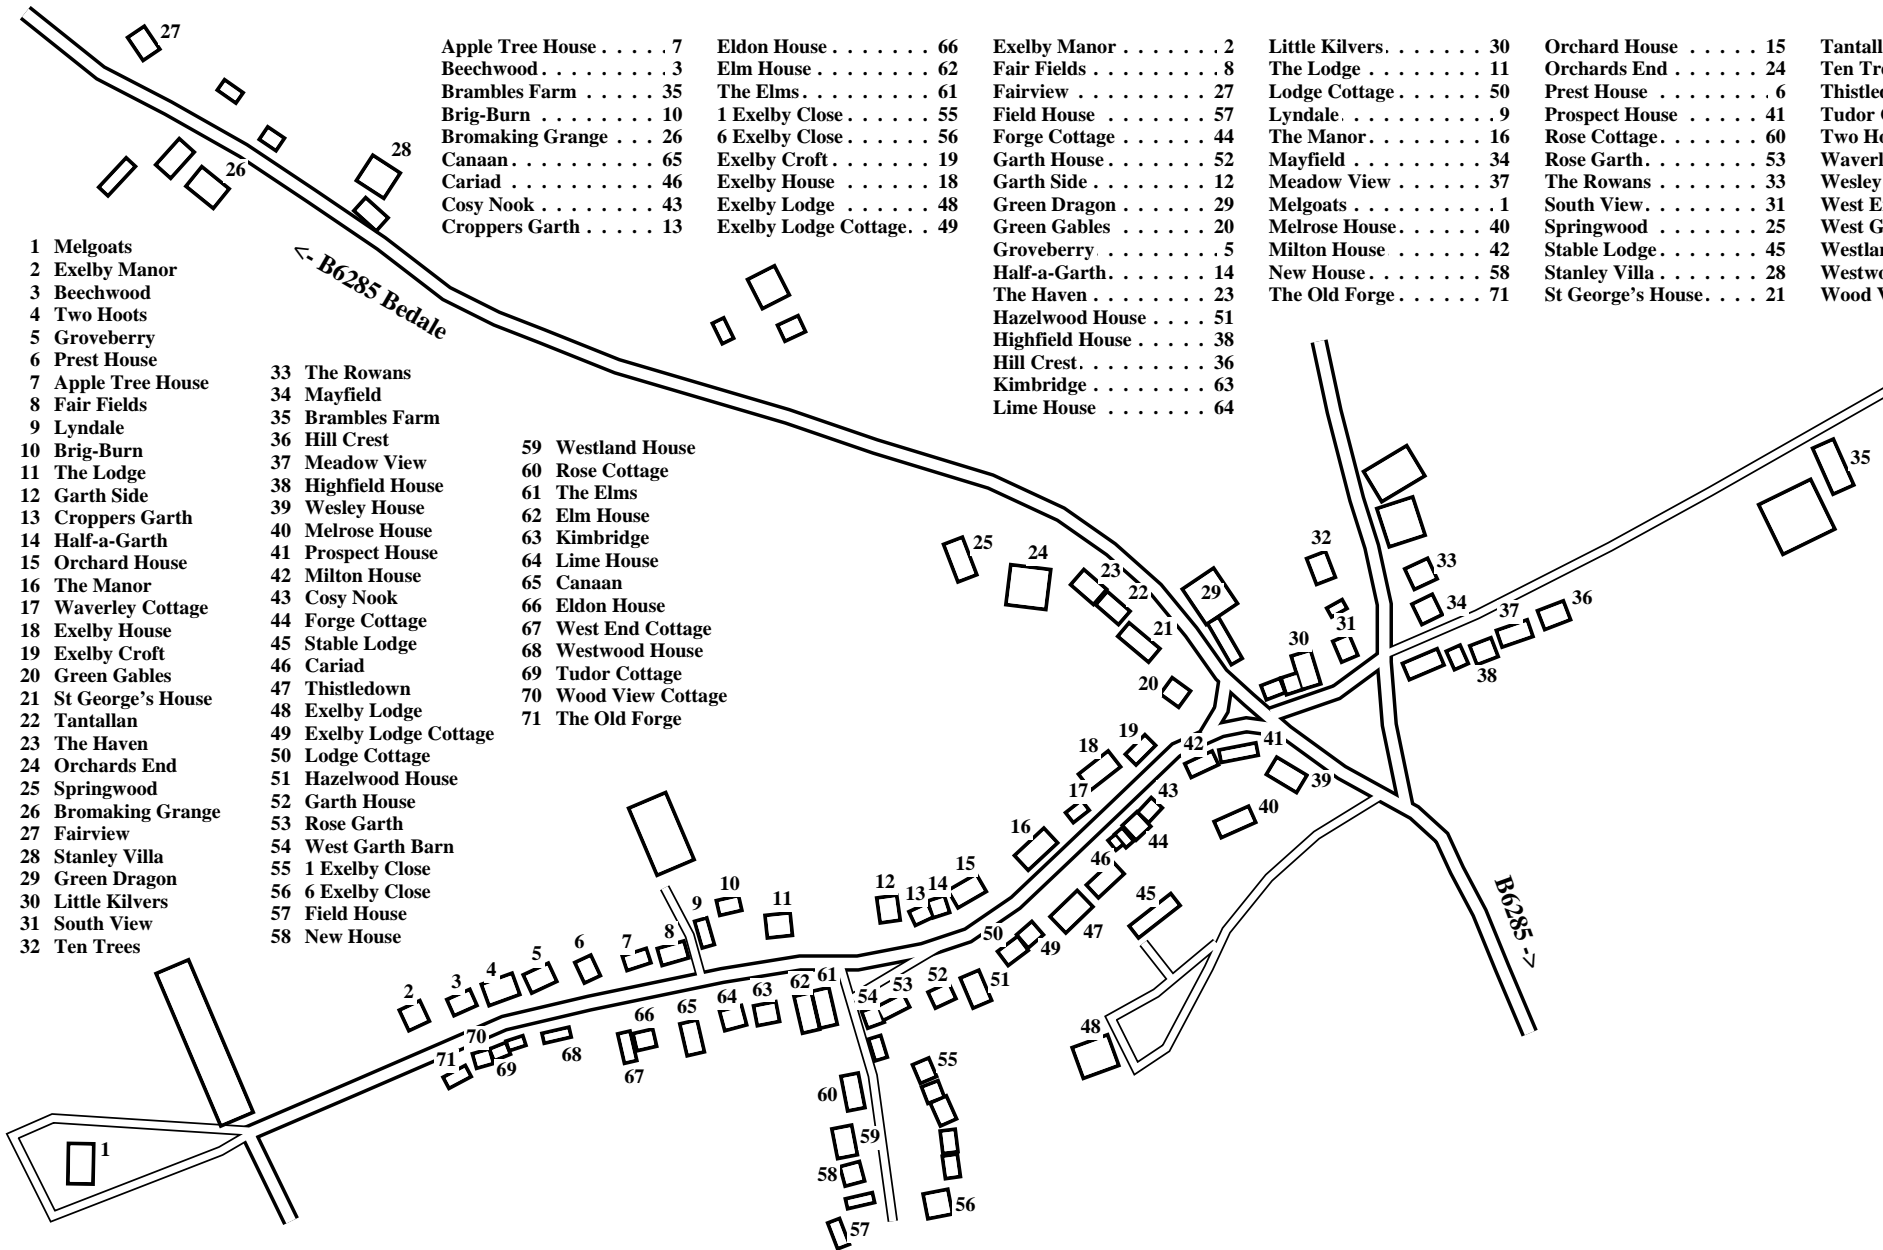 Apple Tree House . . . . . 7
Beechwood . . . . . . . . . 3
Brambles Farm . . . . . 35
Brig-Burn . . . . . . . . 10
Bromaking Grange . . . 26
Canaan . . . . . . . . . . 65
Cariad . . . . . . . . . . 46
Cosy Nook . . . . . . . . 43
Croppers Garth . . . . . 13
Eldon House . . . . . . . 66
Elm House . . . . . . . . 62
The Elms . . . . . . . . . 61
1 Exelby Close . . . . . . 55
6 Exelby Close . . . . . . 56
Exelby Croft . . . . . . . 19
Exelby House . . . . . . 18
Exelby Lodge . . . . . . 48
Exelby Lodge Cottage . . 49
Exelby Manor . . . . . . . 2
Fair Fields . . . . . . . . . 8
Fairview . . . . . . . . . 27
Field House . . . . . . . 57
Forge Cottage . . . . . . 44
Garth House . . . . . . . 52
Garth Side . . . . . . . . 12
Green Dragon . . . . . . 29
Green Gables . . . . . . 20
Groveberry . . . . . . . . 5
Half-a-Garth . . . . . . . 14
The Haven . . . . . . . . 23
Hazelwood House . . . . 51
Highfield House . . . . . 38
Hill Crest . . . . . . . . . 36
Kimbridge . . . . . . . . 63
Lime House . . . . . . . 64
Little Kilvers . . . . . . . 30
The Lodge . . . . . . . . 11
Lodge Cottage . . . . . . 50
Lyndale . . . . . . . . . . 9
The Manor . . . . . . . . 16
Mayfield . . . . . . . . . 34
Meadow View . . . . . . 37
Melgoats . . . . . . . . . . 1
Melrose House . . . . . . 40
Milton House . . . . . . 42
New House . . . . . . . . 58
The Old Forge . . . . . . 71
Orchard House . . . . . 15
Orchards End . . . . . . 24
Prest House . . . . . . . . 6
Prospect House . . . . . 41
Rose Cottage . . . . . . . 60
Rose Garth . . . . . . . . 53
The Rowans . . . . . . . 33
South View . . . . . . . . 31
Springwood . . . . . . . 25
Stable Lodge . . . . . . . 45
Stanley Villa . . . . . . . 28
St George's House . . . . 21
Tantall
Ten Tr
Thistle
Tudor
Two Ho
Waverl
Wesley
West E
West G
Westlan
Westwo
Wood V
1 Melgoats
2 Exelby Manor
3 Beechwood
4 Two Hoots
5 Groveberry
6 Prest House
7 Apple Tree House
8 Fair Fields
9 Lyndale
10 Brig-Burn
11 The Lodge
12 Garth Side
13 Croppers Garth
14 Half-a-Garth
15 Orchard House
16 The Manor
17 Waverley Cottage
18 Exelby House
19 Exelby Croft
20 Green Gables
21 St George's House
22 Tantallan
23 The Haven
24 Orchards End
25 Springwood
26 Bromaking Grange
27 Fairview
28 Stanley Villa
29 Green Dragon
30 Little Kilvers
31 South View
32 Ten Trees
33 The Rowans
34 Mayfield
35 Brambles Farm
36 Hill Crest
37 Meadow View
38 Highfield House
39 Wesley House
40 Melrose House
41 Prospect House
42 Milton House
43 Cosy Nook
44 Forge Cottage
45 Stable Lodge
46 Cariad
47 Thistledown
48 Exelby Lodge
49 Exelby Lodge Cottage
50 Lodge Cottage
51 Hazelwood House
52 Garth House
53 Rose Garth
54 West Garth Barn
55 1 Exelby Close
56 6 Exelby Close
57 Field House
58 New House
59 Westland House
60 Rose Cottage
61 The Elms
62 Elm House
63 Kimbridge
64 Lime House
65 Canaan
66 Eldon House
67 West End Cottage
68 Westwood House
69 Tudor Cottage
70 Wood View Cottage
71 The Old Forge
<- B6285 Bedale
B6285 ->
27
26
28
25
24
23
22
21
20
29
32
31
30
33
34
35
36
37
38
19
18
17
16
42
41
39
40
43
44
46
45
47
15
14
13
12
11
10
9
8
7
6
5
4
3
2
1
50
49
51
52
53
54
48
61
62
63
64
65
66
67
68
69
70
71
55
60
59
58
57
56